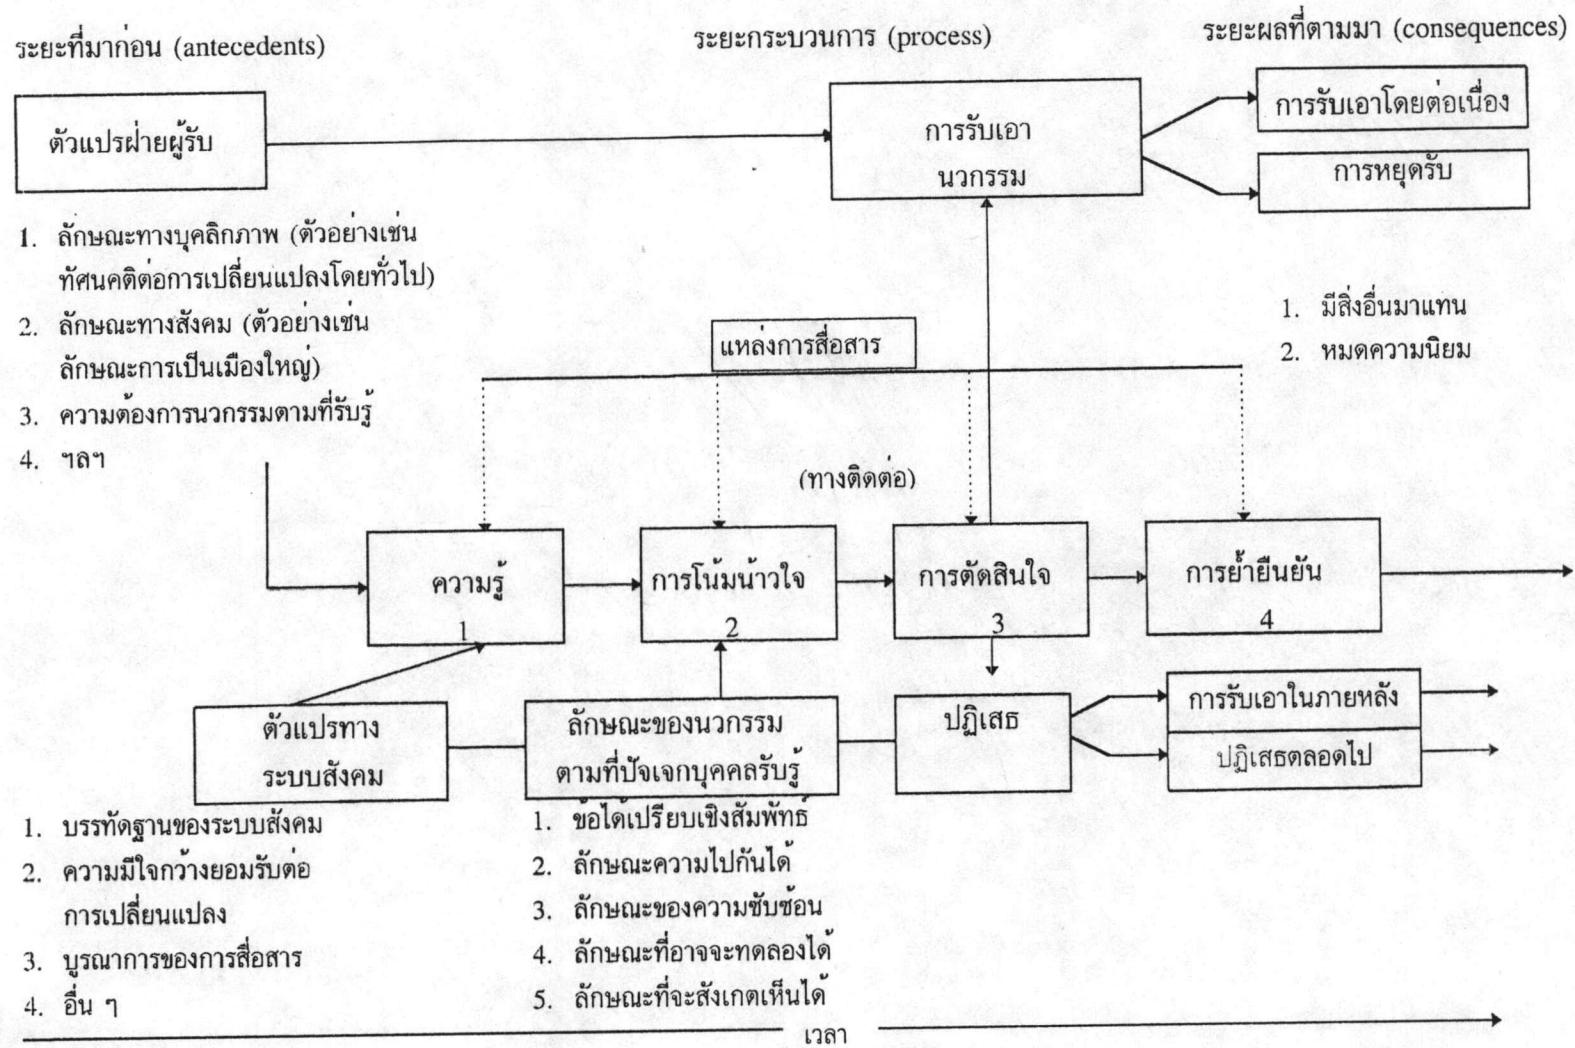 ระยะที่มาก่อน (antecedents)
ระยะกระบวนการ (process)
ระยะผลที่ตามมา (consequences)
ตัวแปรฝ่ายผู้รับ
การรับเอา
นวกรรม
การรับเอาโดยต่อเนื่อง
การหยุดรับ
1. ลักษณะทางบุคลิกภาพ (ตัวอย่างเช่น
ทัศนคติต่อการเปลี่ยนแปลงโดยทั่วไป)
2. ลักษณะทางสังคม (ตัวอย่างเช่น
ลักษณะการเป็นเมืองใหญ่)
3. ความต้องการนวกรรมตามที่รับรู้
4. ฯลฯ
1. มีสิ่งอื่นมาแทน
2. หมดความนิยม
แหล่งการสื่อสาร
(ทางติดต่อ)
ความรู้
1
การโน้มน้าวใจ
2
การตัดสินใจ
3
การย้ำยืนยัน
4
ตัวแปรทาง
ระบบสังคม
ลักษณะของนวกรรม
ตามที่ปัจเจกบุคคลรับรู้
ปฏิเสธ
การรับเอาในภายหลัง
ปฏิเสธตลอดไป
1. บรรทัดฐานของระบบสังคม
2. ความมีใจกว้างยอมรับต่อ
การเปลี่ยนแปลง
3. บูรณาการของการสื่อสาร
4. อื่น ๆ
1. ข้อได้เปรียบเชิงสัมพัทธ์
2. ลักษณะความไปกันได้
3. ลักษณะของความซับซ้อน
4. ลักษณะที่อาจจะทดลองได้
5. ลักษณะที่จะสังเกตเห็นได้
เวลา